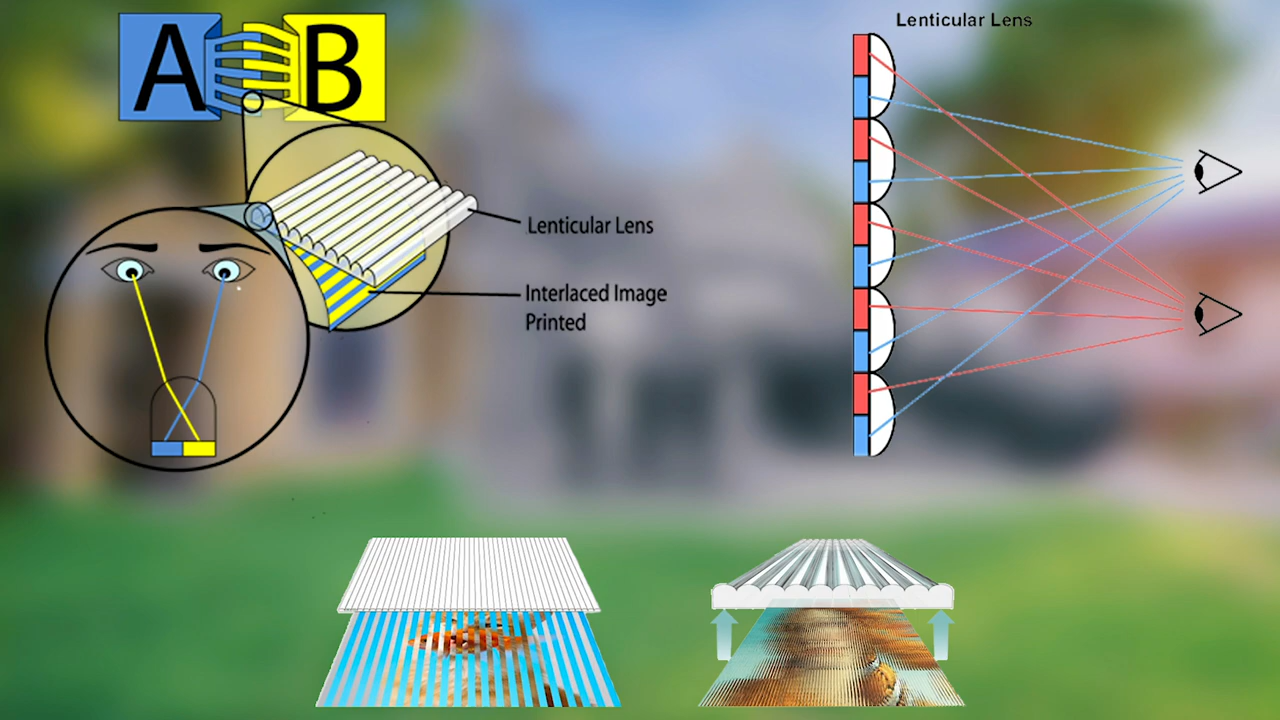 A B
Lenticular Lens
Interlaced Image
Printed
Lenticular Lens